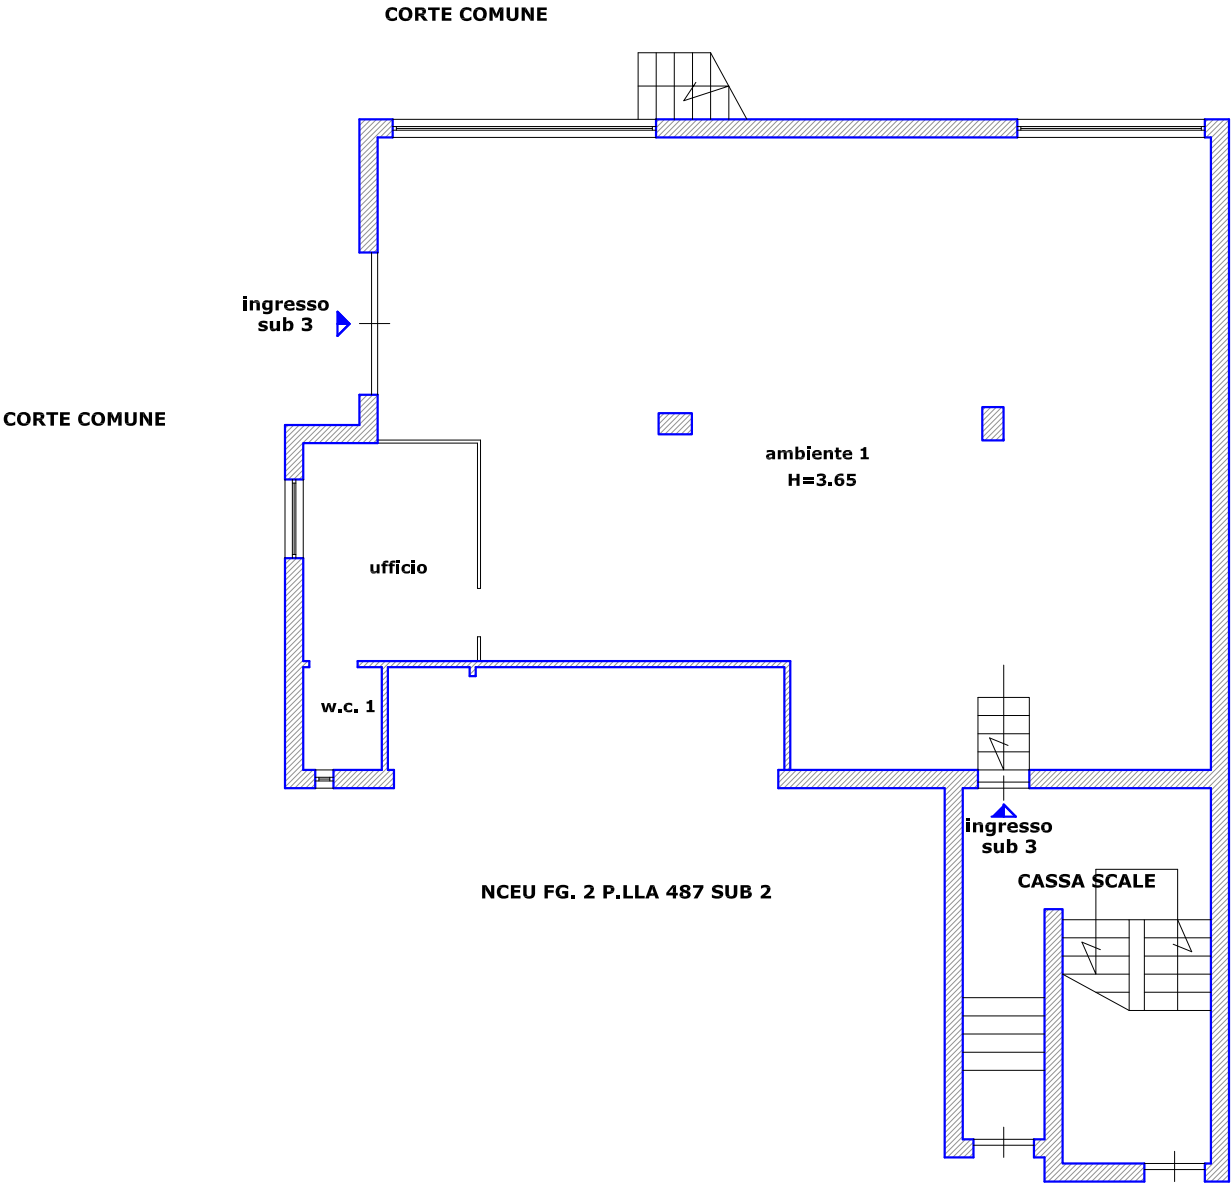 CORTE COMUNE
ingresso
sub 3
CORTE COMUNE
ambiente 1
H=3.65
ufficio
w.c. 1
ingresso
sub 3
CASSA SCALE
NCEU FG. 2 P.LLA 487 SUB 2